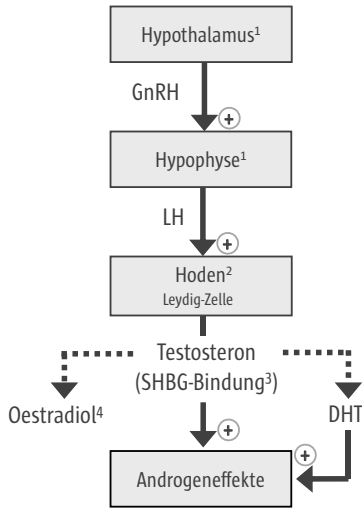 Hypothalamus¹
GnRH
+
Hypophyse¹
LH
+
Hoden²
Leydig-Zelle
Testosteron
(SHBG-Bindung³)
Oestradiol⁴
DHT
+
+
Androgeneffekte